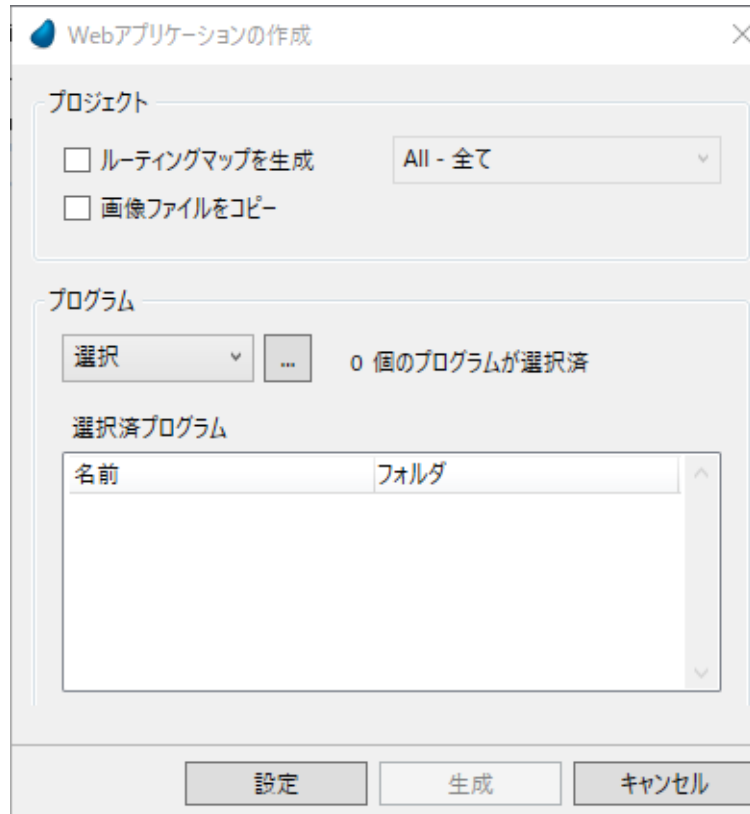 Webアプリケーションの作成
プロジェクト
ルーティングマップを生成 All - 全て
画像ファイルをコピー
プログラム
選択 ... 0 個のプログラムが選択済
選択済プログラム
名前 フォルダ
設定 生成 キャンセル